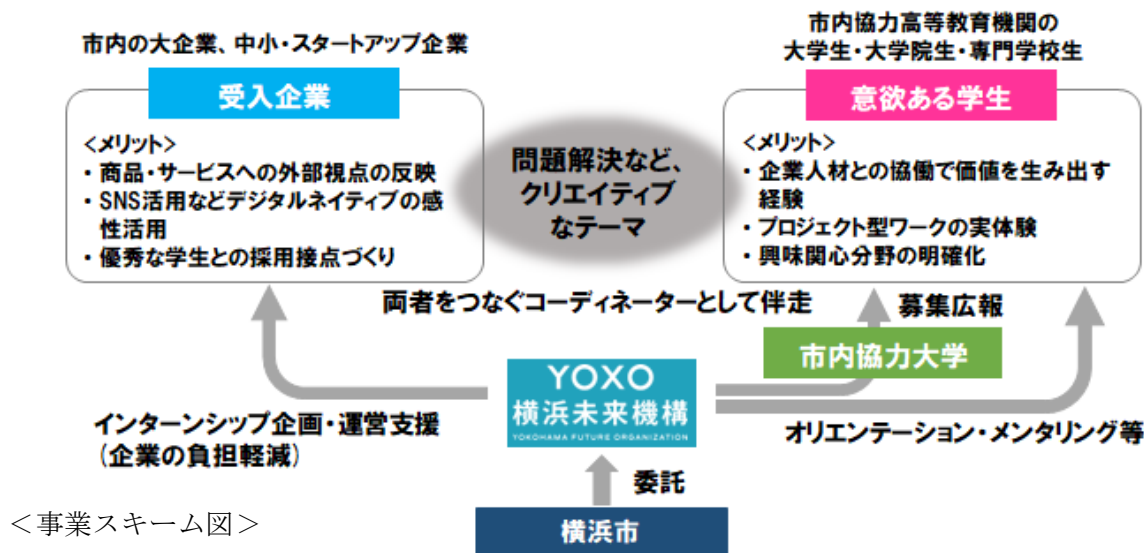 市内の大企業、中小・スタートアップ企業
受入企業
<メリット>
・商品・サービスへの外部視点の反映
・SNS活用などデジタルネイティブの感
性活用
・優秀な学生との採用接点づくり
問題解決など、
クリエイティブ
なテーマ
市内協力高等教育機関の
大学生・大学院生・専門学校生
意欲ある学生
<メリット>
・企業人材との協働で価値を生み出す
経験
・プロジェクト型ワークの実体験
・興味関心分野の明確化
両者をつなぐコーディネーターとして伴走
募集広報
市内協力大学
YOXO
横浜未来機構
YOKOHAMA FUTURE ORGANIZATION
インターンシップ企画・運営支援
(企業の負担軽減)
オリエンテーション・メンタリング等
委託
横浜市
＜事業スキーム図＞